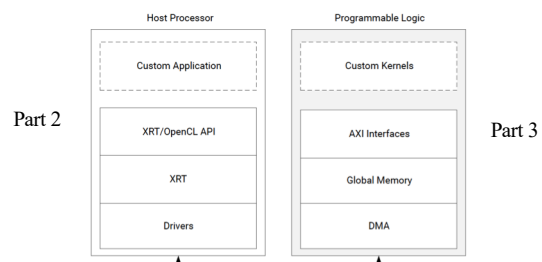 Host Processor
Programmable Logic
Custom Application
Custom Kernels
Part 2
XRT/OpenCL API
AXI Interfaces
Part 3
XRT
Global Memory
Drivers
DMA